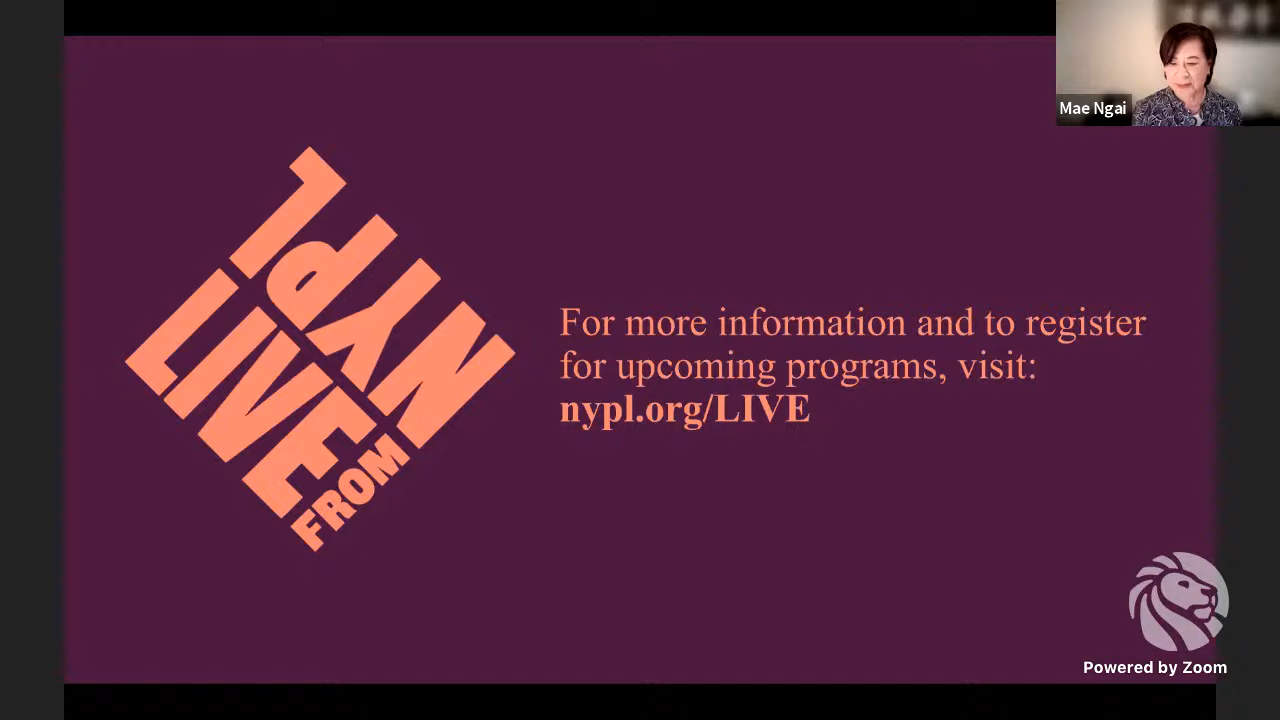 Mae Ngai
LIVE
FROM
NYPL
For more information and to register
for upcoming programs, visit:
nypl.org/LIVE
Powered by Zoom